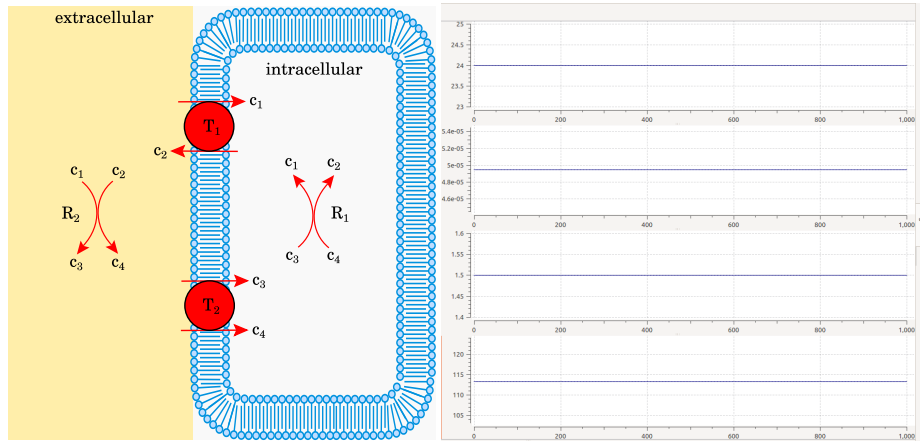 extracellular
intracellular
c1
T1
c2
c1 c2
R2
c3 c4
c1 c2
R1
c3 c4
c3
T2
c4
25
24.5
24
23.5
23
0 200 400 600 800 1,000
5.4e-05
5.2e-05
5e-05
4.8e-05
4.6e-05
0 200 400 600 800 1,000
1.6
1.55
1.5
1.45
1.4
0 200 400 600 800 1,000
120
115
110
105
0 200 400 600 800 1,000